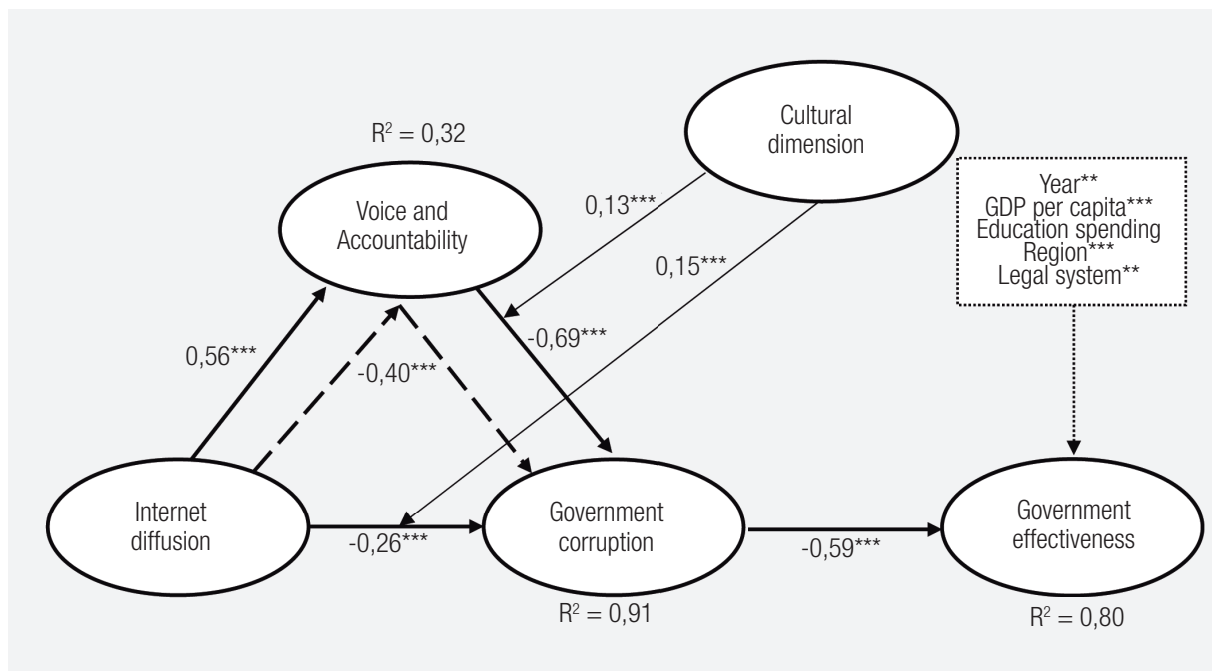 Cultural
dimension
R² = 0,32
Year**
GDP per capita***
Education spending
Region***
Legal system**
Voice and
Accountability
0,13***
0,15***
-0,69***
0,56***
-0,40***
Internet
diffusion
-0,26***
Government
corruption
-0,59***
Government
effectiveness
R² = 0,91
R² = 0,80